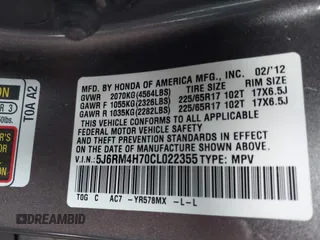 MFD. BY HONDA OF AMERICA MFG., INC. 02/'12
TIRE SIZE RIM SIZE
GVWR 2070KG (4564LBS)
GAWR F 1055KG(2326LBS) 225/65R17 102T 17X6.5J
GAWR R 1035KG(2282LBS) 225/65R17 102T 17X6.5J
THIS VEHICLE CONFORMS TO ALL APPLICABLE
FEDERAL MOTOR VEHICLE SAFETY, BUMPER, AND
THEFT PREVENTION STANDARDS IN EFFECT ON THE
DATE OF MANUFACTURE SHOWN ABOVE.
V.I.N.: 5J6RM4H70CL022355 TYPE: MPV
TOG C AC7 -YR578MX -L-L
TOA A2
DREAMBID